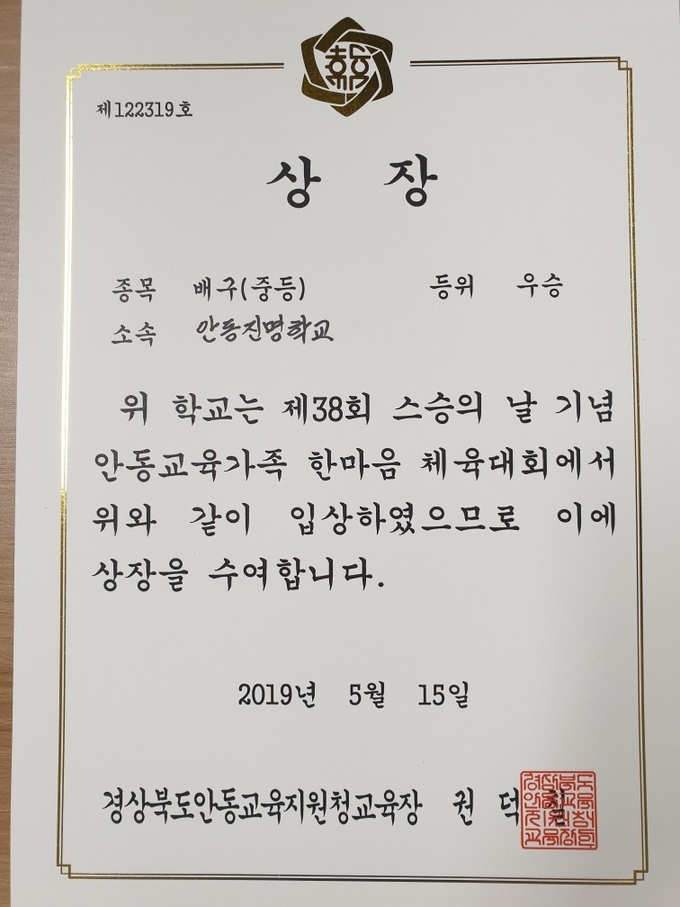 제122319호
상 장
종목 배구(중등) 등위 우승
소속 안동진명학교
위 학교는 제38회 스승의 날 기념
안동교육가족 한마음 체육대회에서
위와 같이 입상하였으므로 이에
상장을 수여합니다.
2019년 5월 15일
경상북도안동교육지원청교육장 권 덕